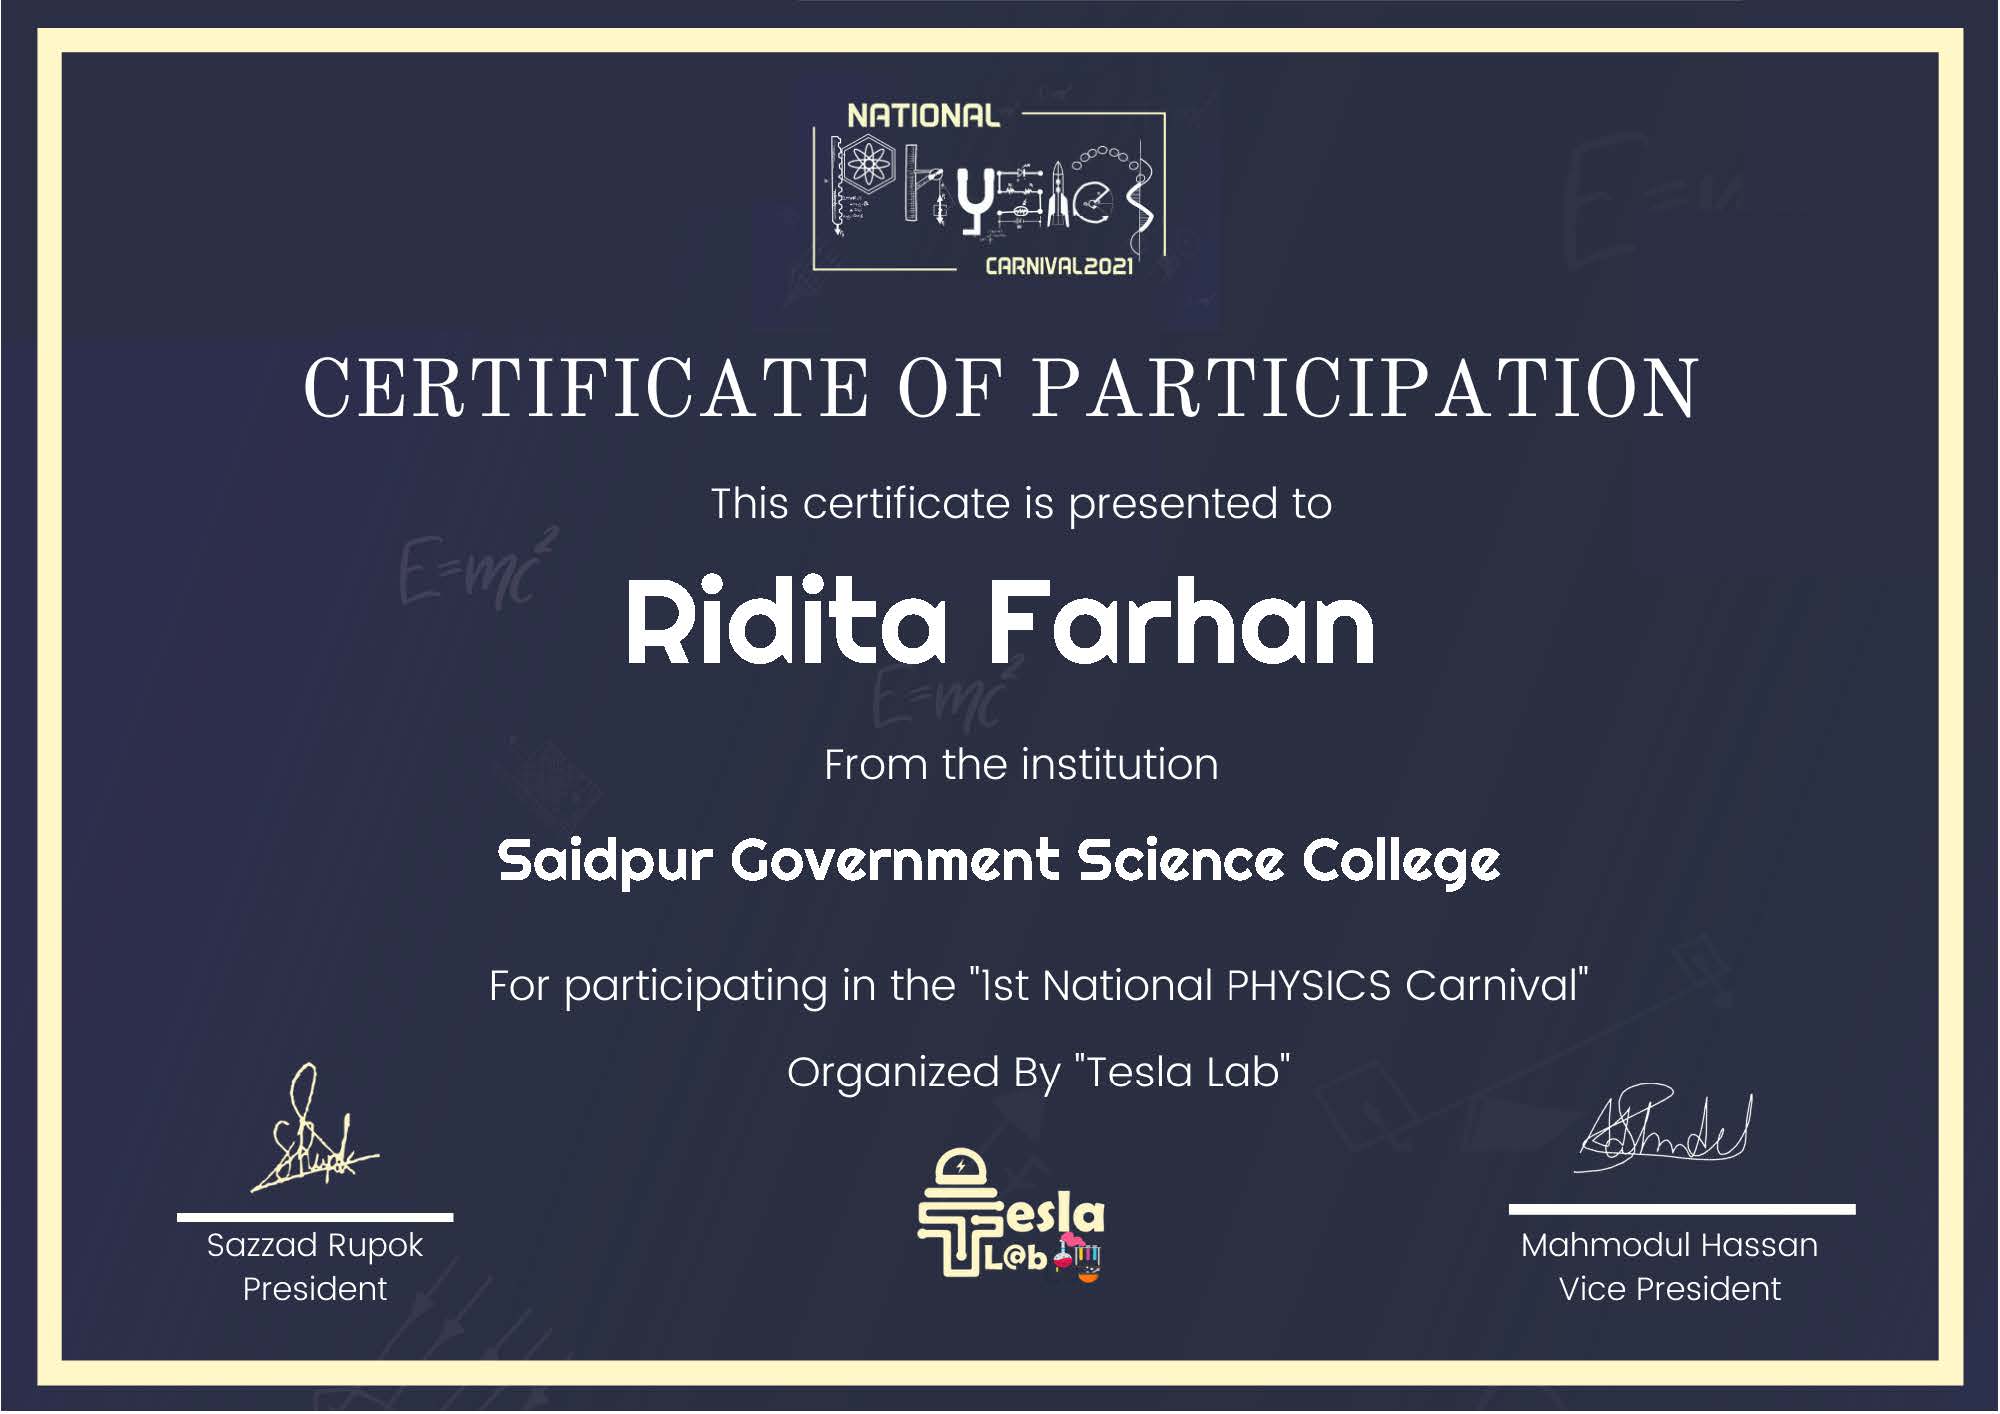 NATIONAL
Physics
CARNIVAL2021
CERTIFICATE OF PARTICIPATION
This certificate is presented to
E=mc²
Ridita Farhan
E=mc²
From the institution
Saidpur Government Science College
For participating in the "1st National PHYSICS Carnival"
Organized By "Tesla Lab"
Tesla
L@b
Sazzad Rupok
President
Mahmodul Hassan
Vice President